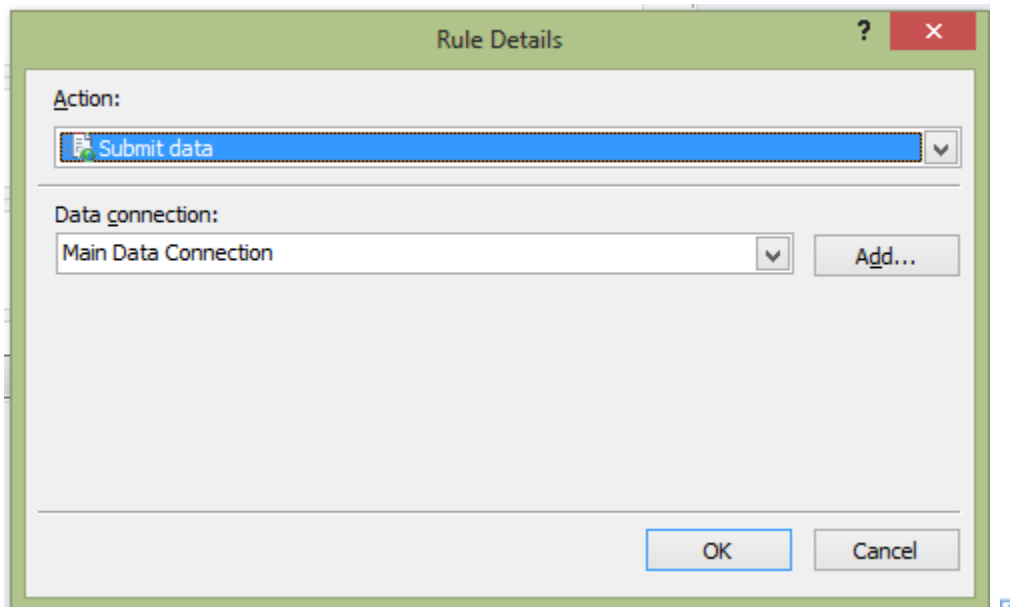 Rule Details
?
Action:
Submit data
Data connection:
Main Data Connection
Add...
OK
Cancel